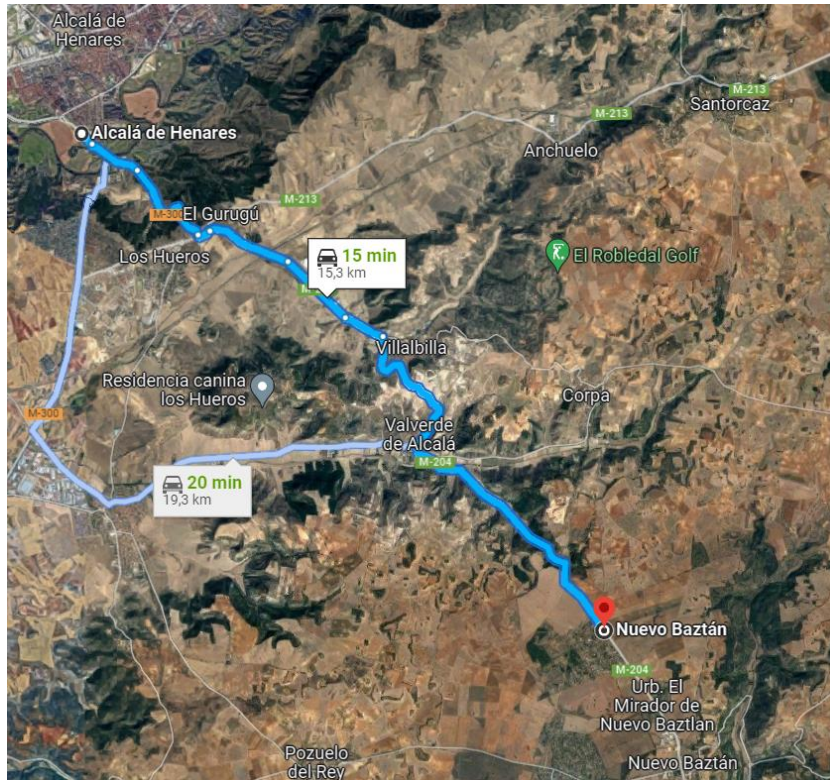 Alcalá de
Henares
Alcalá de Henares
M-213
Santorcaz
M-213
Anchuelo
M-213
M-300
El Gurugú
Los Hueros
15 min
15,3 km
El Robledal Golf
Villalbilla
Residencia canina
los Hueros
Corpa
M-300
Valverde
de Alcalá
M-204
20 min
19,3 km
Nuevo Baztán
M-204
Urb. El
Mirador de
Nuevo Baztlan
Pozuelo
del Rey
Nuevo Baztán